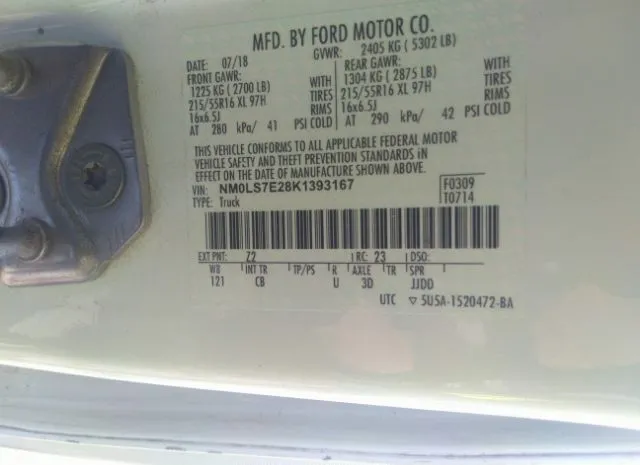 MFD. BY FORD MOTOR CO.
DATE: 07/18 GVWR: 2405 KG ( 5302 LB)
FRONT GAWR: REAR GAWR:
1225 KG ( 2700 LB) WITH 1304 KG ( 2875 LB) WITH
215/55R16 XL 97H TIRES 215/55R16 XL 97H TIRES
16x6.5J RIMS 16x6.5J RIMS
AT 280 kPa/ 41 PSI COLD AT 290 kPa/ 42 PSI COLD
THIS VEHICLE CONFORMS TO ALL APPLICABLE FEDERAL MOTOR
VEHICLE SAFETY AND THEFT PREVENTION STANDARDS IN
EFFECT ON THE DATE OF MANUFACTURE SHOWN ABOVE.
VIN: NM0LS7E28K1393167 F0309
TYPE: Truck T0714
EXT PNT: Z2 RC: 23 DSO:
WB INT TR TP/PS R AXLE TR SPR
121 CB U 3D JJDD
UTC ▽ 5U5A-1520472-BA